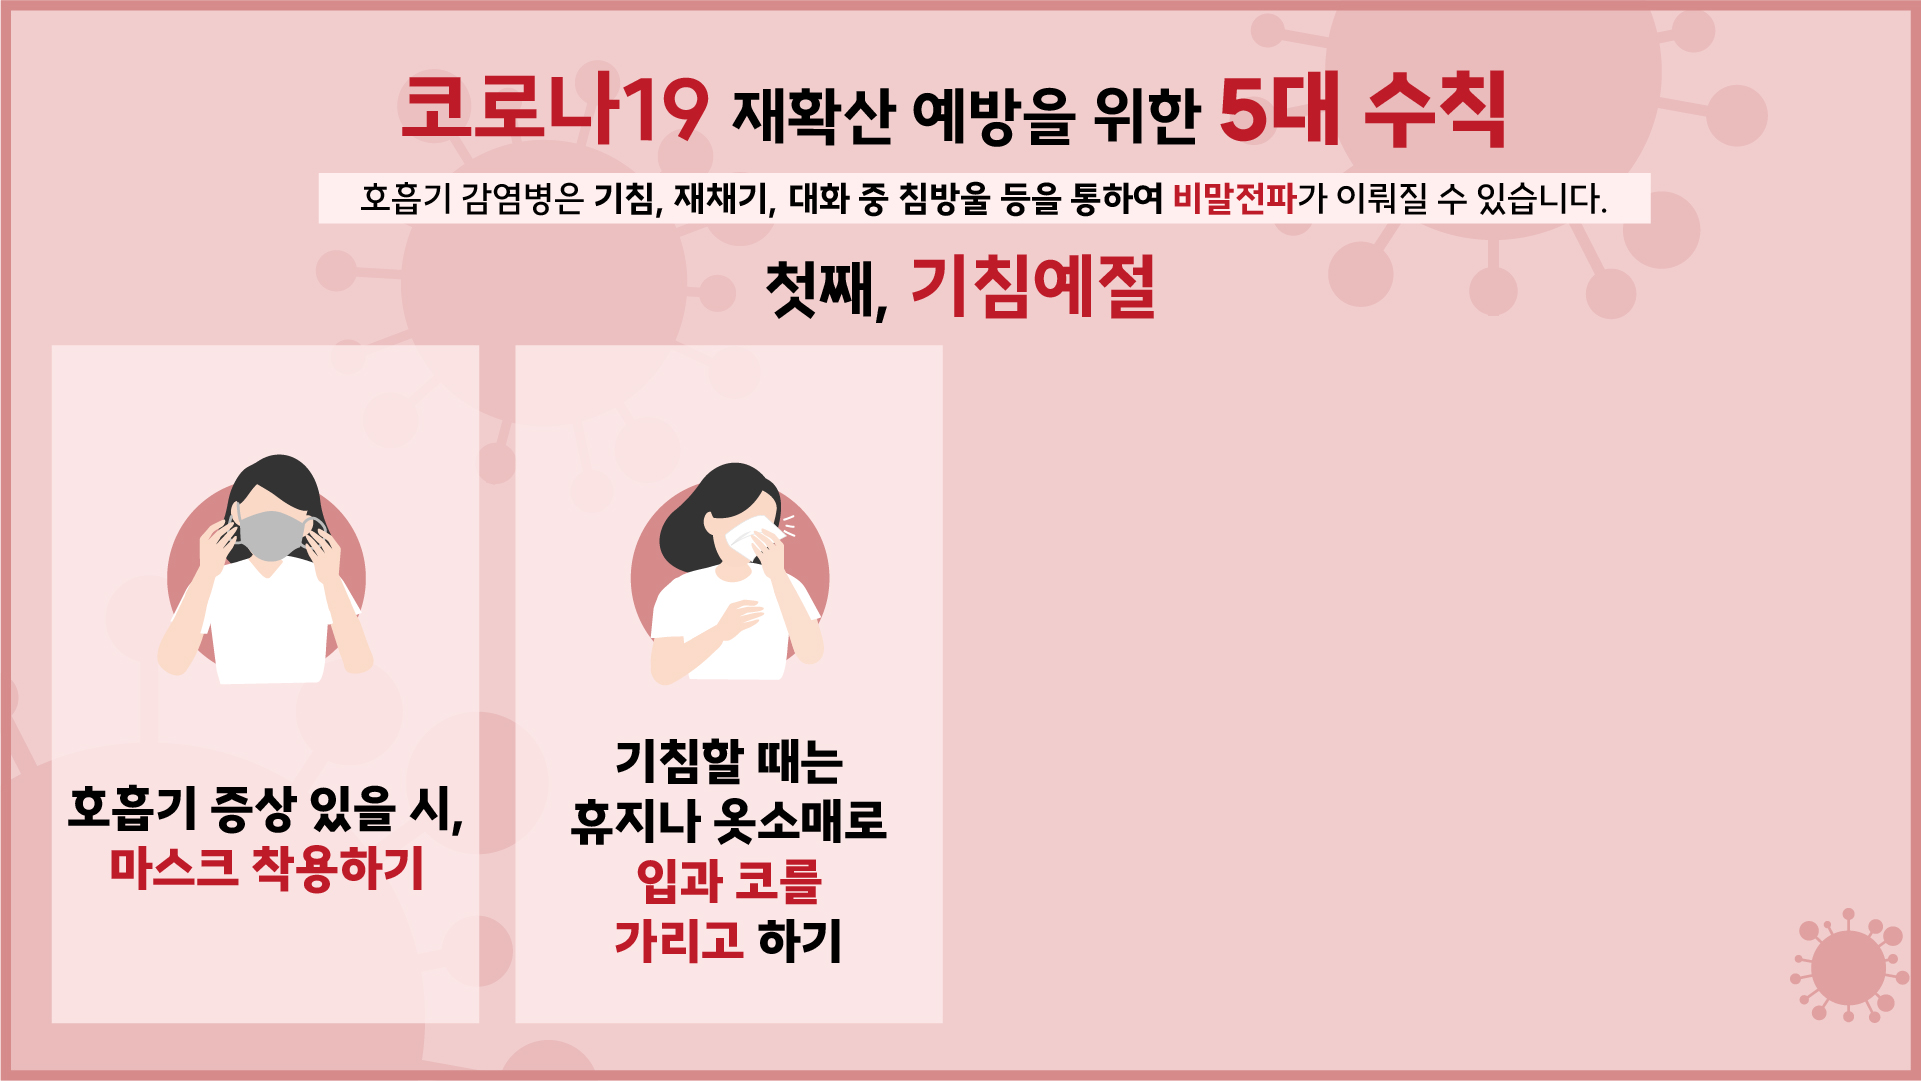 코로나19 재확산 예방을 위한 5대 수칙
호흡기 감염병은 기침, 재채기, 대화 중 침방울 등을 통하여 비말전파가 이뤄질 수 있습니다.
첫째, 기침예절
호흡기 증상 있을 시,
마스크 착용하기
기침할 때는
휴지나 옷소매로
입과 코를
가리고 하기